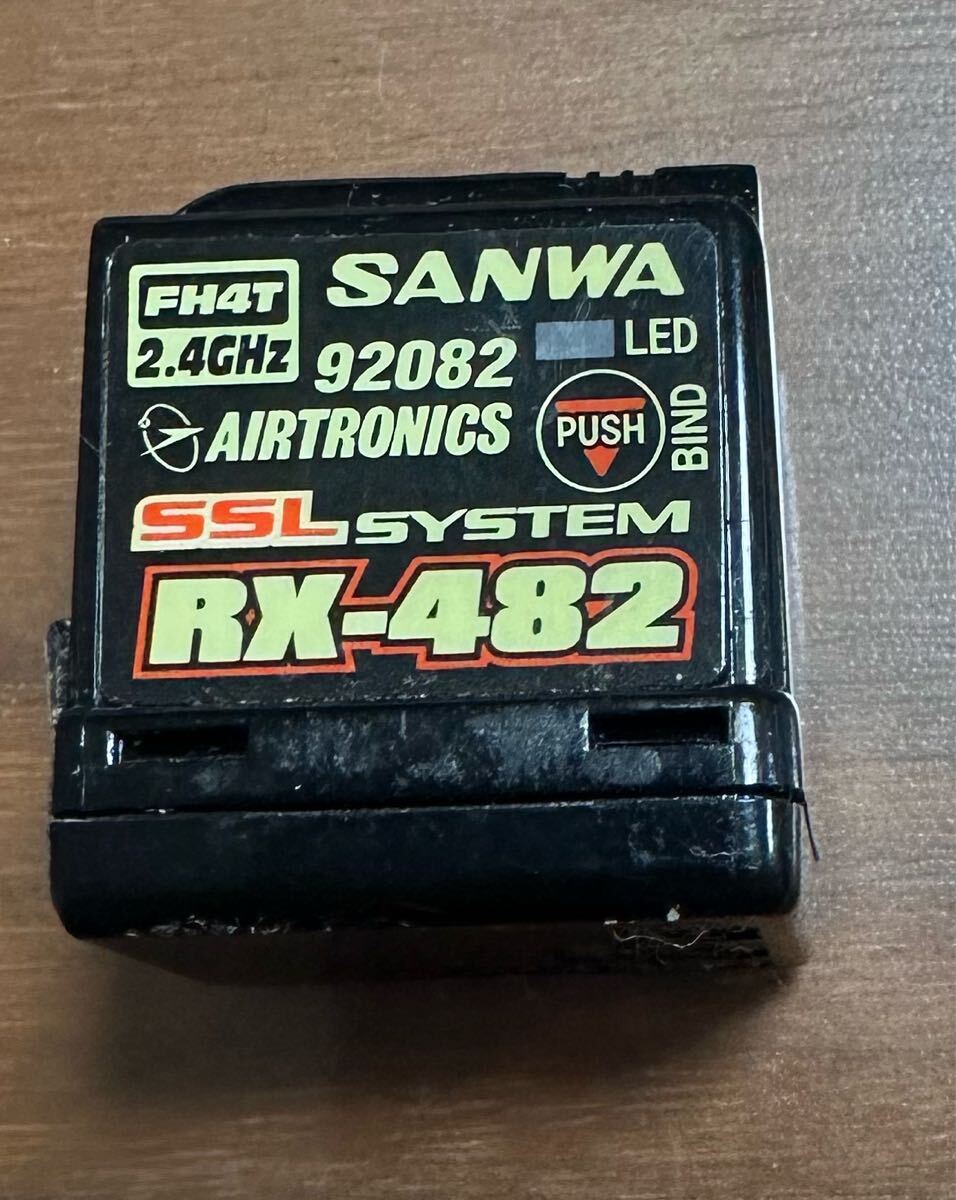 FH4T
2.4GHz
SANWA
LED
92082
AIRTRONICS
PUSH
BIND
SSL SYSTEM
RX-482